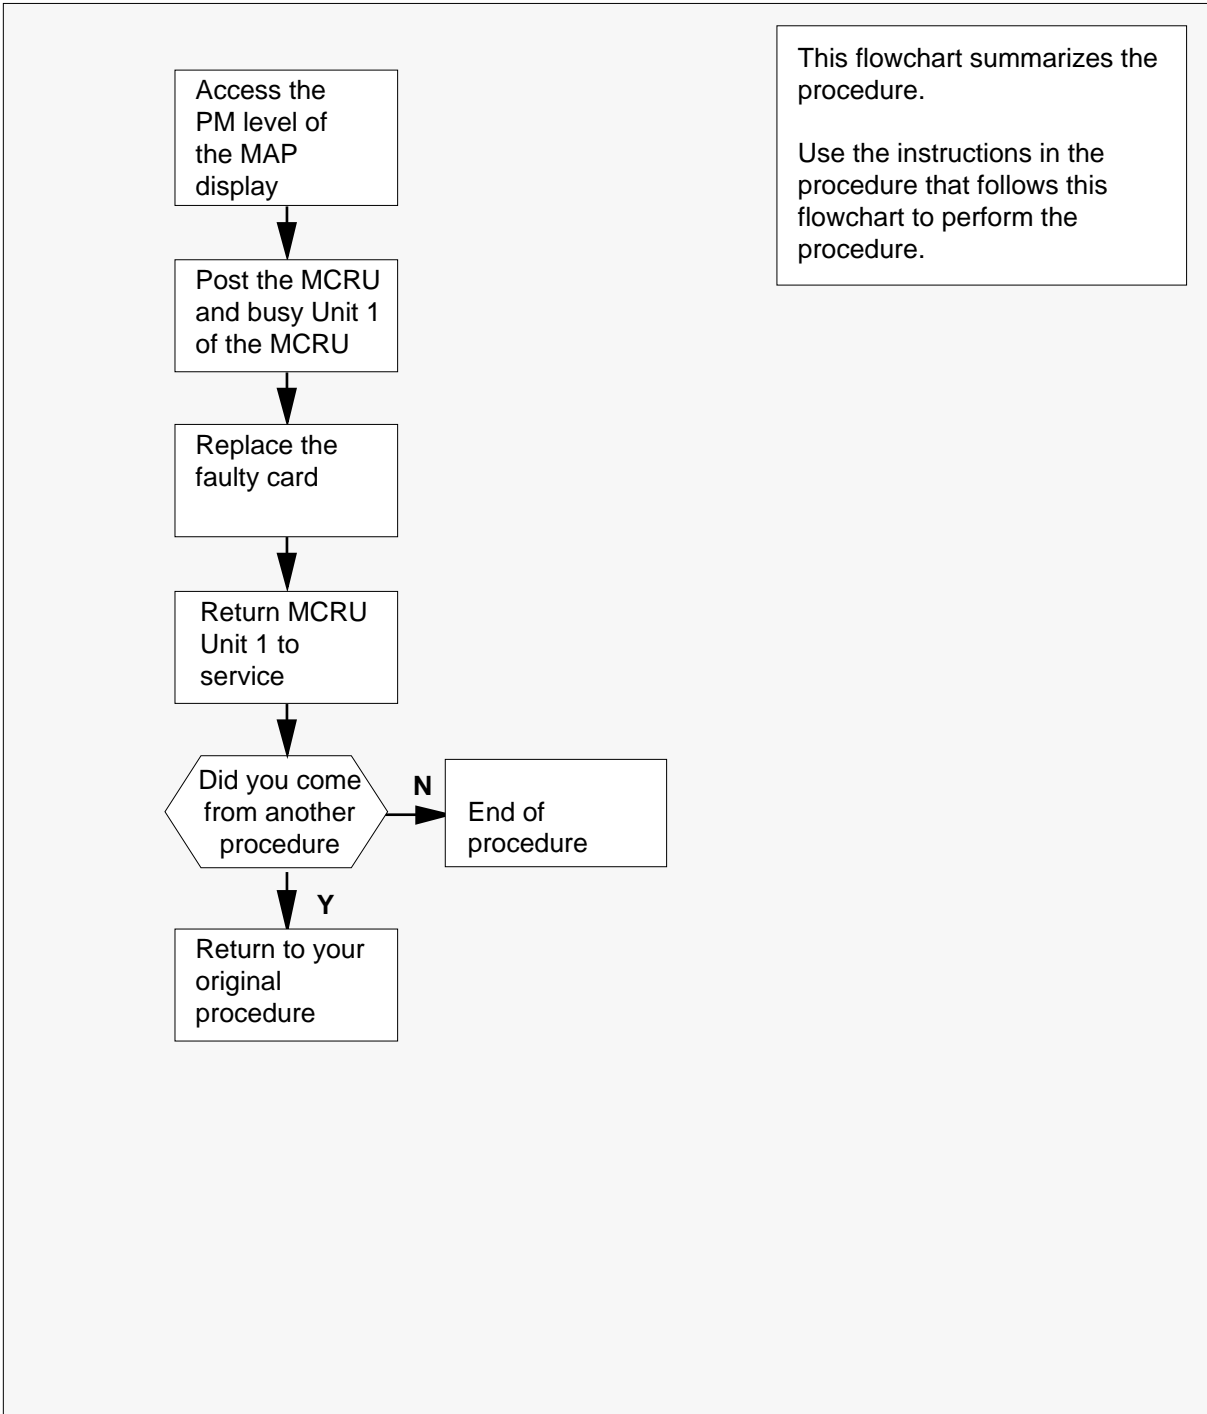 Access the
PM level of
the MAP
display
This flowchart summarizes the
procedure.
Use the instructions in the
procedure that follows this
flowchart to perform the
procedure.
Post the MCRU
and busy Unit 1
of the MCRU
Replace the
faulty card
Return MCRU
Unit 1 to
service
Did you come
from another
procedure
N
End of
procedure
Y
Return to your
original
procedure